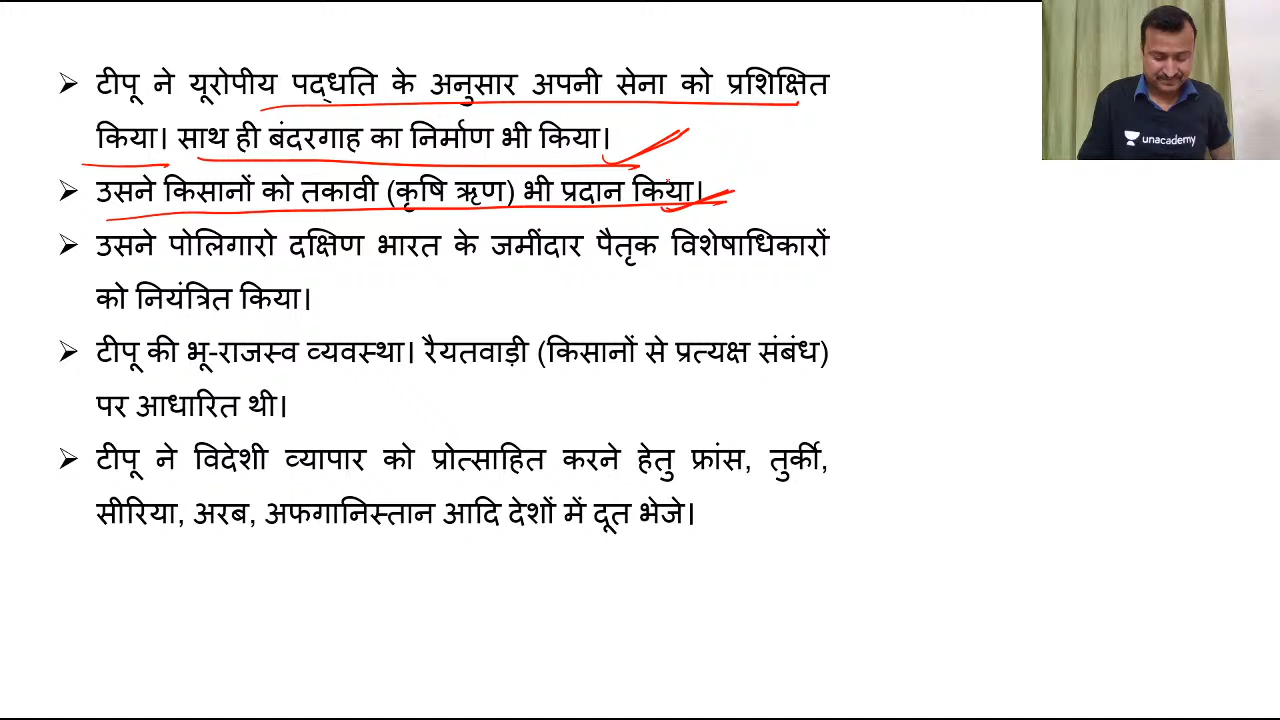 ➢ टीपू ने यूरोपीय पद्धति के अनुसार अपनी सेना को प्रशिक्षित
किया। साथ ही बंदरगाह का निर्माण भी किया।
➢ उसने किसानों को तकावी (कृषि ऋण) भी प्रदान किया।
➢ उसने पोलिगारो दक्षिण भारत के जमींदार पैतृक विशेषाधिकारों
को नियंत्रित किया।
➢ टीपू की भू-राजस्व व्यवस्था। रैयतवाड़ी (किसानों से प्रत्यक्ष संबंध)
पर आधारित थी।
➢ टीपू ने विदेशी व्यापार को प्रोत्साहित करने हेतु फ्रांस, तुर्की,
सीरिया, अरब, अफगानिस्तान आदि देशों में दूत भेजे।
unacademy